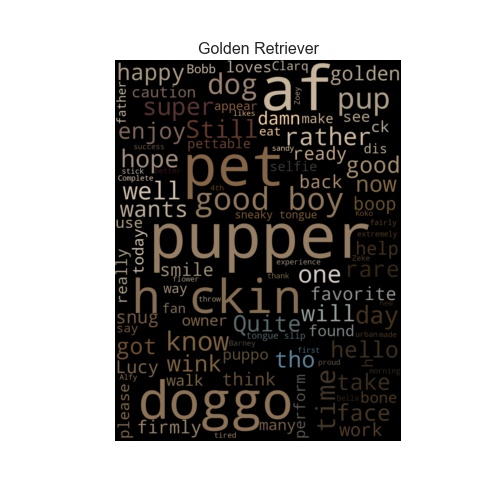 Golden Retriever
happy Bobb loves Clarq golden
father caution dog af Zoey pup
super appear likes damn make see
enjoy Still eat rather ck
success pettable sandy dis
hope pet selfie ready good
stick better
Complete 4th back now
well good boy boop
wants sneaky tongue Koko
use pupper fairly
today extremely
really smile experience Zeke help
flower thank one rare
h ckin favorite
way throw
snug fan owner Quite will day
say tongue slip found urbanmade
got know Barney first hello
Lucy wink puppo tho proud morning
Alfy walk think Bella take
please doggo perform time bone
face
firmly tired many work